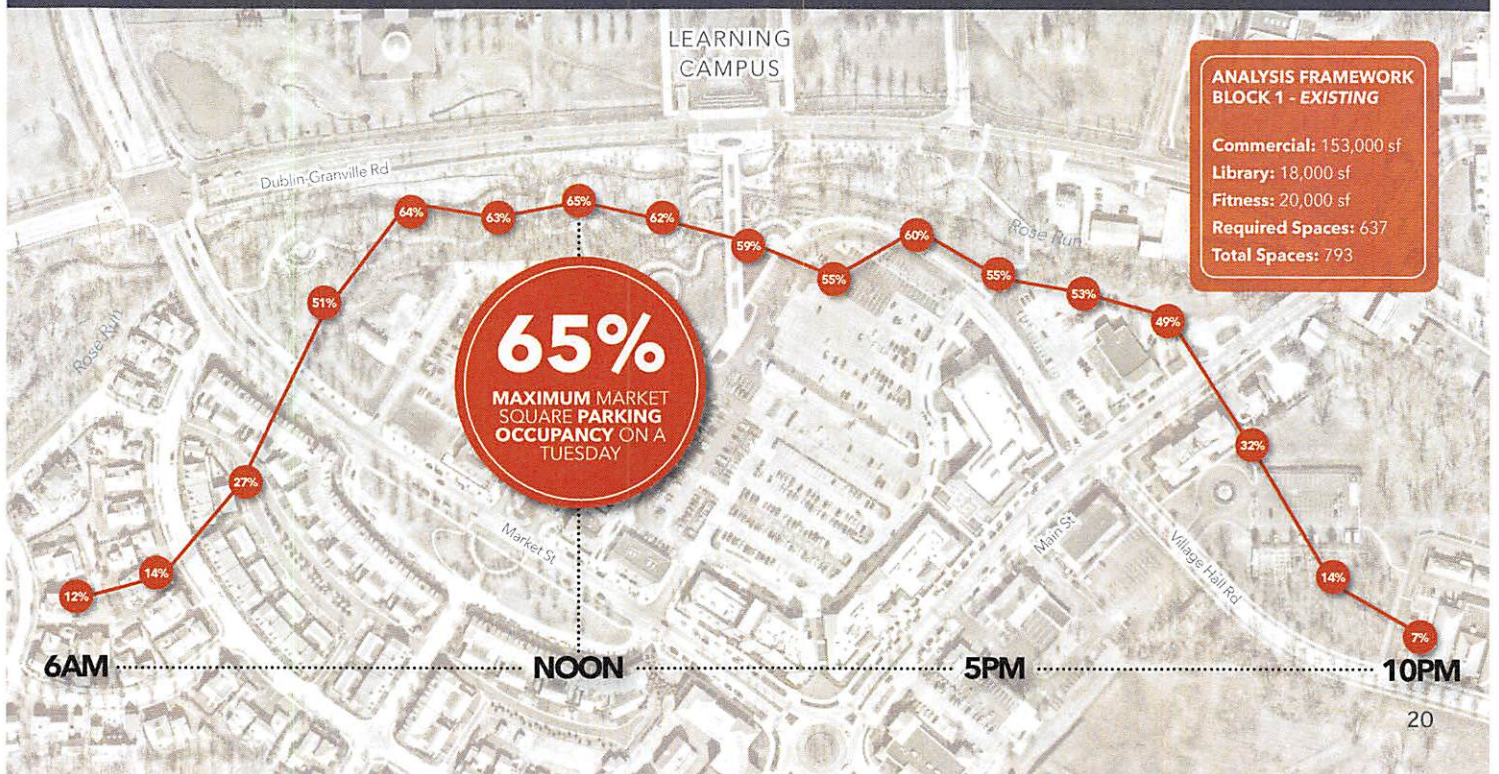 LEARNING
CAMPUS
ANALYSIS FRAMEWORK
BLOCK 1 - EXISTING
Commercial: 153,000 sf
Library: 18,000 sf
Fitness: 20,000 sf
Required Spaces: 637
Total Spaces: 793
Dublin-Granville Rd
Rose Run
Rose Run
12%
14%
27%
51%
64%
63%
65%
62%
59%
55%
60%
55%
53%
49%
32%
14%
7%
65%
MAXIMUM MARKET
SQUARE PARKING
OCCUPANCY ON A
TUESDAY
Market St
Main St
Village Hall Rd
6AM
NOON
5PM
10PM
20